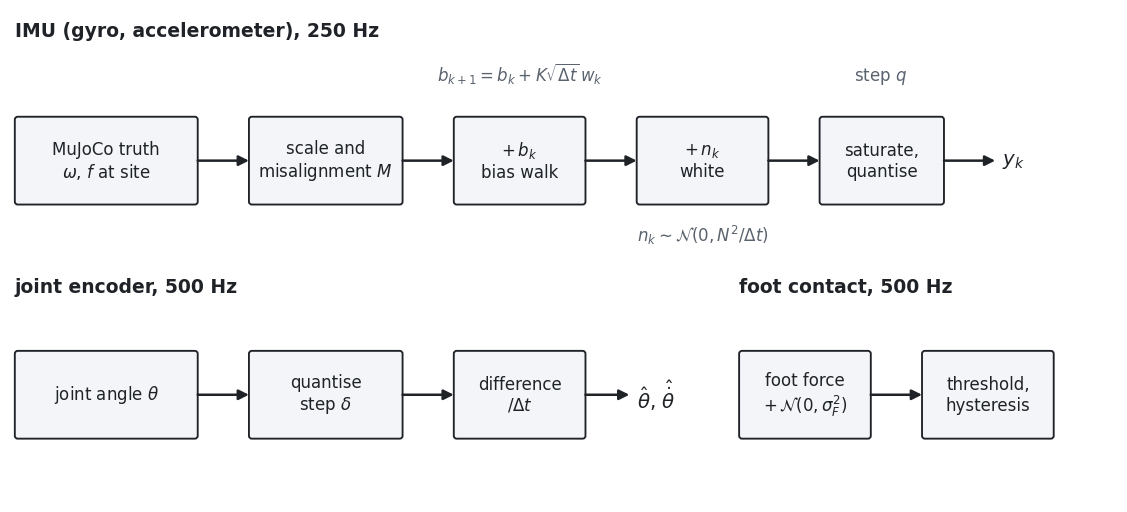 IMU (gyro, accelerometer), 250 Hz
b_{k+1} = b_k + K√Δt w_k
step q
MuJoCo truth
ω, f at site
scale and
misalignment M
+ b_k
bias walk
+ n_k
white
saturate,
quantise
y_k
n_k ∼ 𝒩(0, N²/Δt)
joint encoder, 500 Hz
joint angle θ
quantise
step δ
difference
/Δt
θ̂, θ̇̂
foot contact, 500 Hz
foot force
+ 𝒩(0, σ_F²)
threshold,
hysteresis